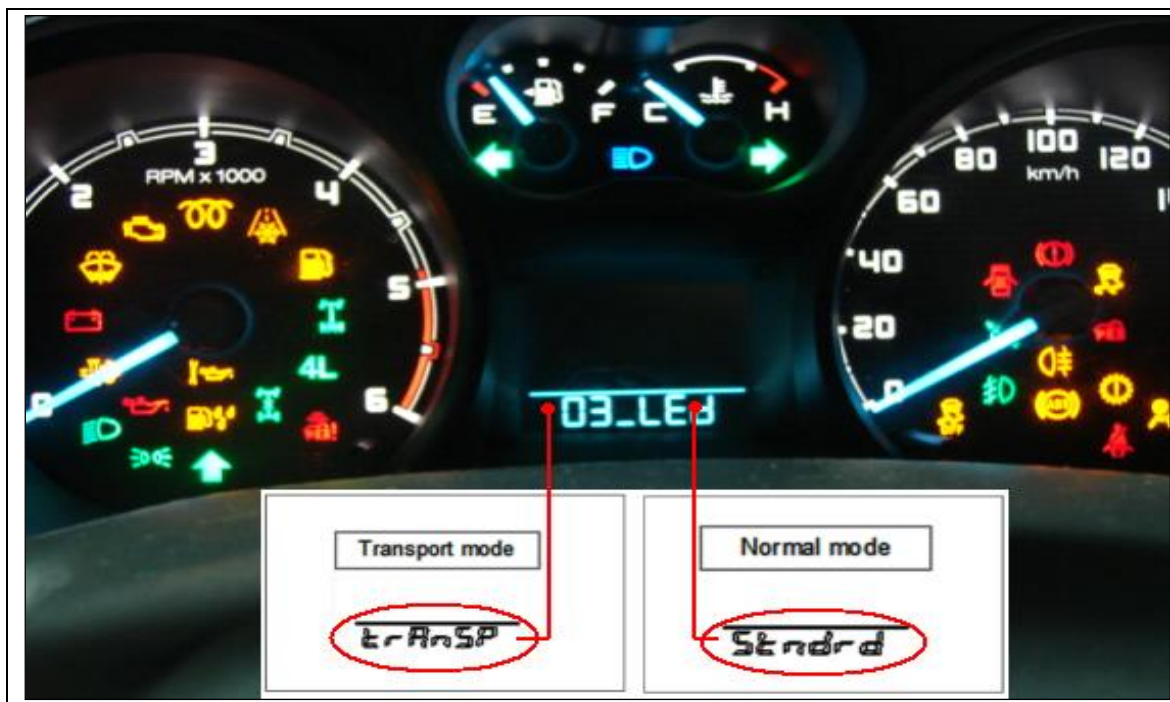 E F C H
RPM x 1000
2 3 4 5 6
0
4L
ABS
km/h
0 20 40 60 80 100 120
03_LEd
Transport mode
Normal mode
trAnSP
Stndrd